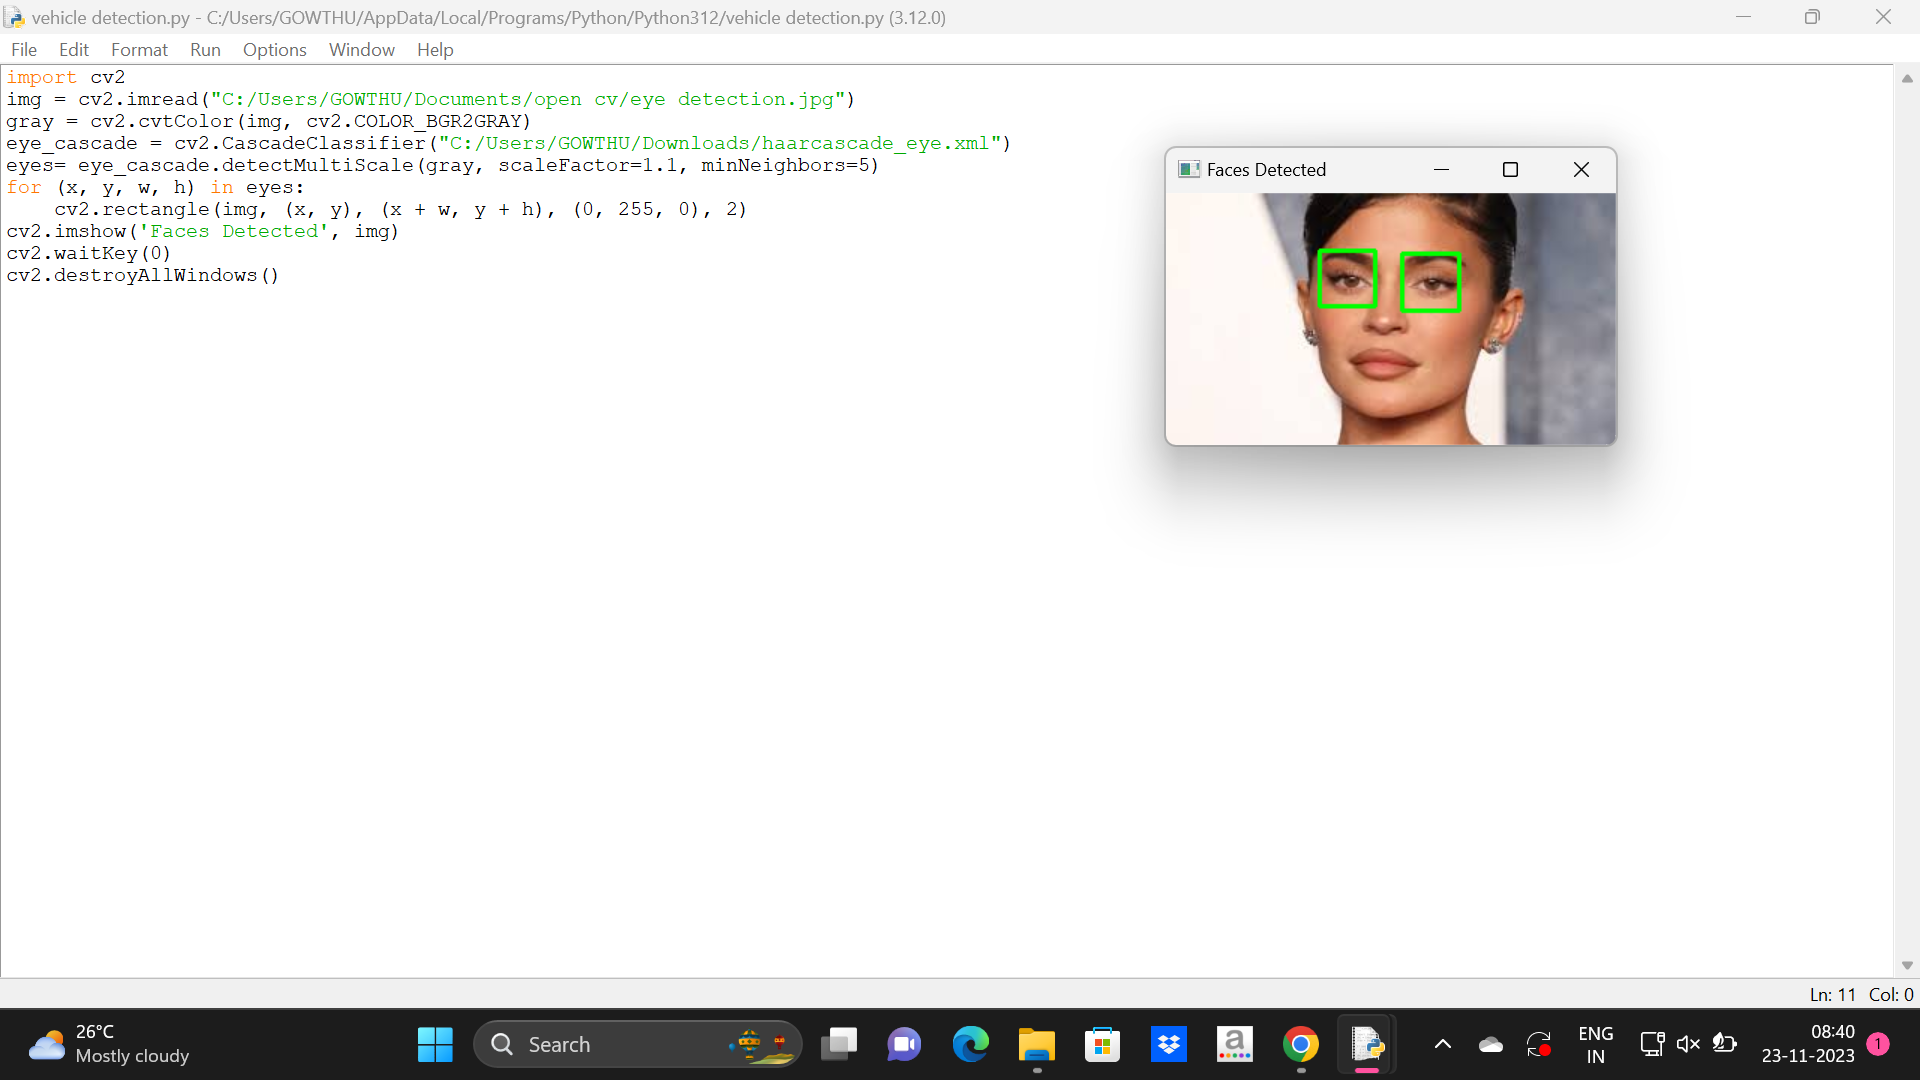 vehicle detection.py - C:/Users/GOWTHU/AppData/Local/Programs/Python/Python312/vehicle detection.py (3.12.0)
File Edit Format Run Options Window Help
import cv2
img = cv2.imread("C:/Users/GOWTHU/Documents/open cv/eye detection.jpg")
gray = cv2.cvtColor(img, cv2.COLOR_BGR2GRAY)
eye_cascade = cv2.CascadeClassifier("C:/Users/GOWTHU/Downloads/haarcascade_eye.xml")
eyes= eye_cascade.detectMultiScale(gray, scaleFactor=1.1, minNeighbors=5)
for (x, y, w, h) in eyes:
    cv2.rectangle(img, (x, y), (x + w, y + h), (0, 255, 0), 2)
cv2.imshow('Faces Detected', img)
cv2.waitKey(0)
cv2.destroyAllWindows()
Faces Detected
Ln: 11 Col: 0
26°C
Mostly cloudy
Search
a
ENG
IN
08:40
23-11-2023
1